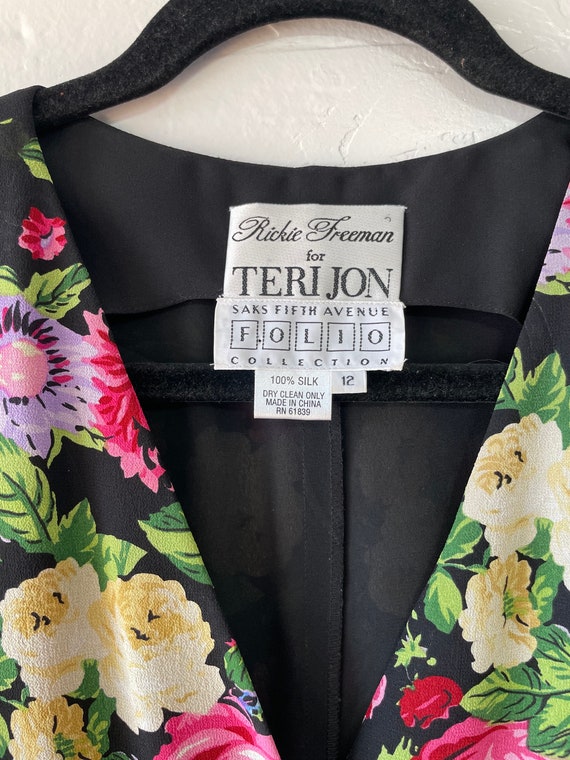 Rickie Freeman
for
TERI JON
SAKS FIFTH AVENUE
FOLIO
COLLECTION
100% SILK
12
DRY CLEAN ONLY
MADE IN CHINA
RN 61839